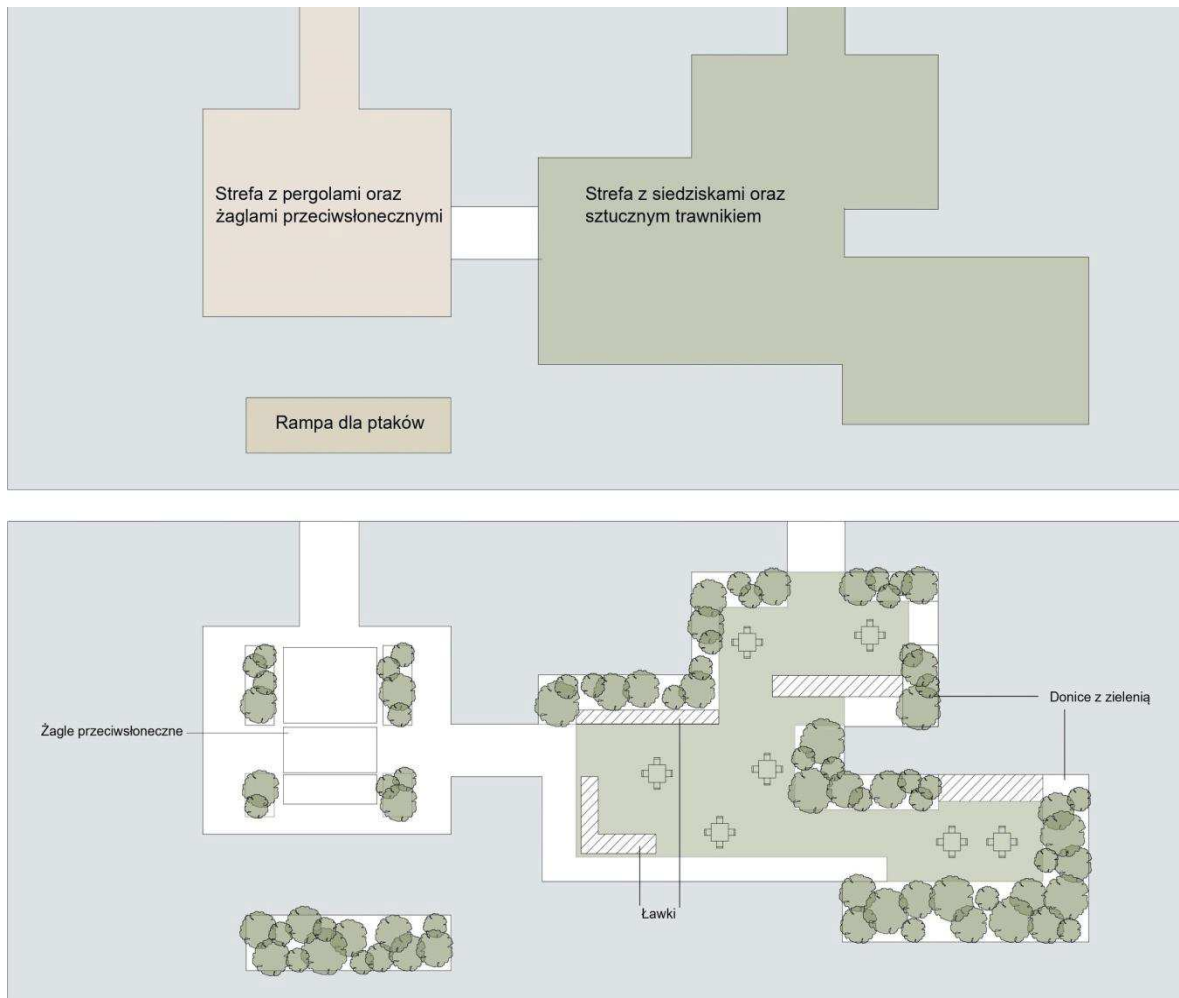 Strefa z pergolami oraz
żaglami przeciwsłonecznymi
Strefa z siedziskami oraz
sztucznym trawnikiem
Rampa dla ptaków
Donice z zielenią
Żagle przeciwsłoneczne
Ławki